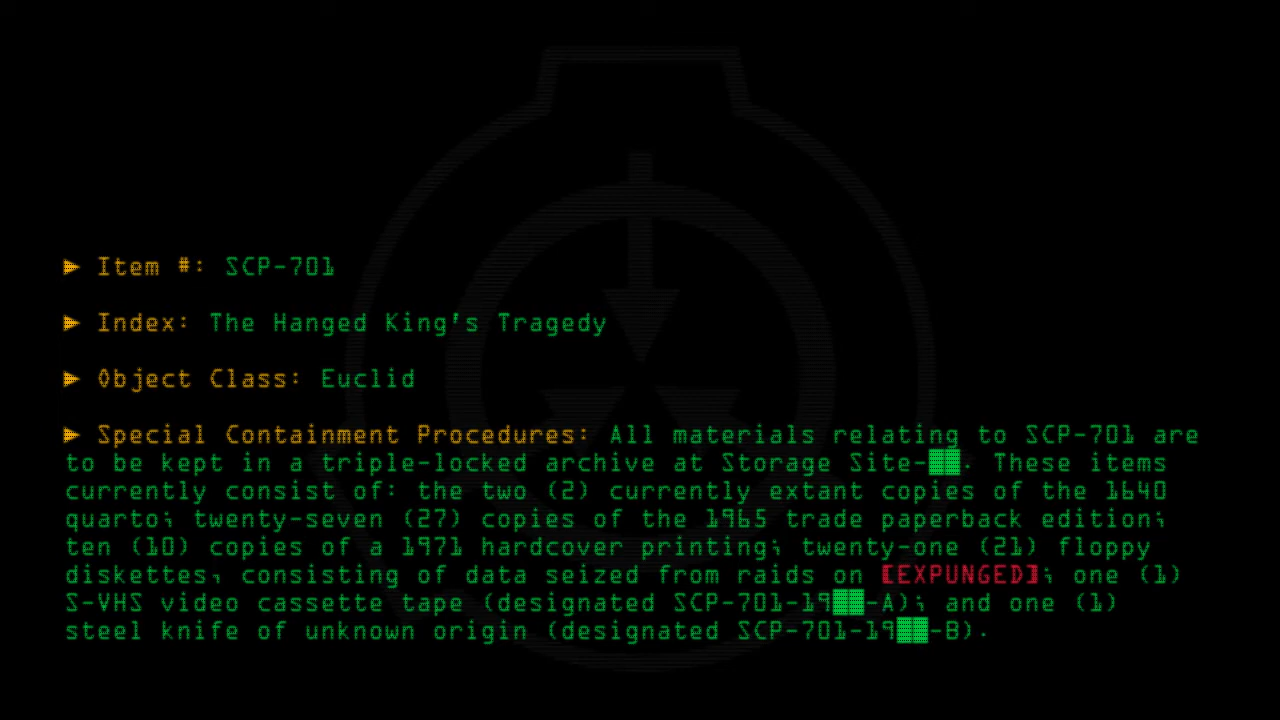 ► Item #: SCP-701
► Index: The Hanged King's Tragedy
► Object Class: Euclid
► Special Containment Procedures: All materials relating to SCP-701 are
to be kept in a triple-locked archive at Storage Site-██. These items
currently consist of: the two (2) currently extant copies of the 1640
quarto; twenty-seven (27) copies of the 1965 trade paperback edition;
ten (10) copies of a 1971 hardcover printing; twenty-one (21) floppy
diskettes, consisting of data seized from raids on [EXPUNGED]; one (1)
S-VHS video cassette tape (designated SCP-701-19██-A); and one (1)
steel knife of unknown origin (designated SCP-701-19██-B).